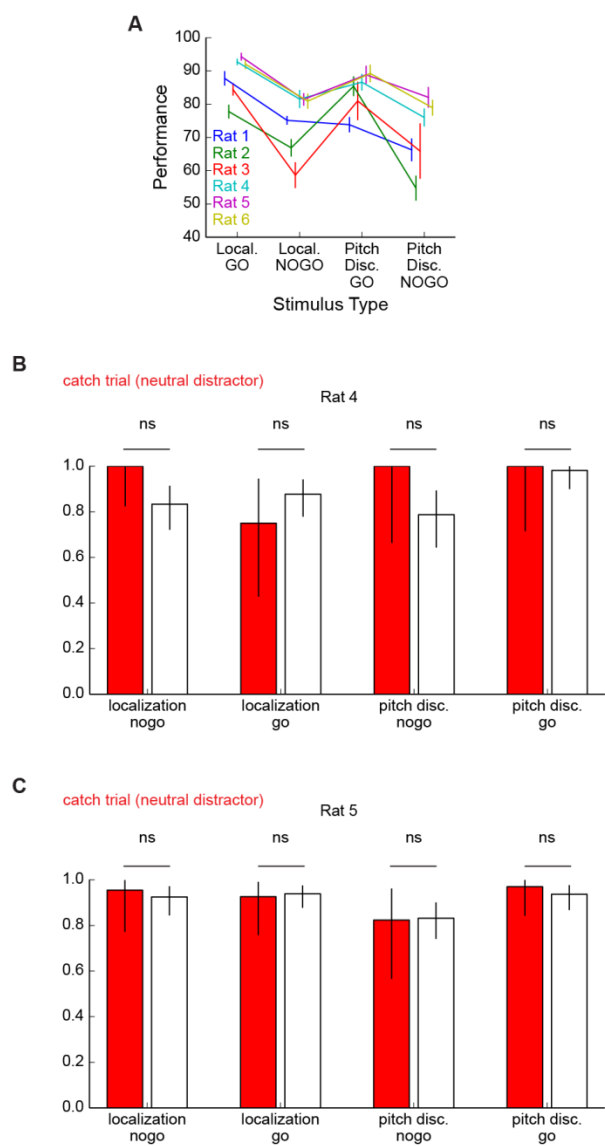 A
100
90
80
70
60
50
40
Performance
Rat 1
Rat 2
Rat 3
Rat 4
Rat 5
Rat 6
Local. Local. Pitch Pitch
GO NOGO Disc. Disc.
GO NOGO
Stimulus Type
B
catch trial (neutral distractor)
Rat 4
ns ns ns ns
1.0
0.8
0.6
0.4
0.2
0.0
localization localization pitch disc. pitch disc.
nogo go nogo go
C
catch trial (neutral distractor)
Rat 5
ns ns ns ns
1.0
0.8
0.6
0.4
0.2
0.0
localization localization pitch disc. pitch disc.
nogo go nogo go